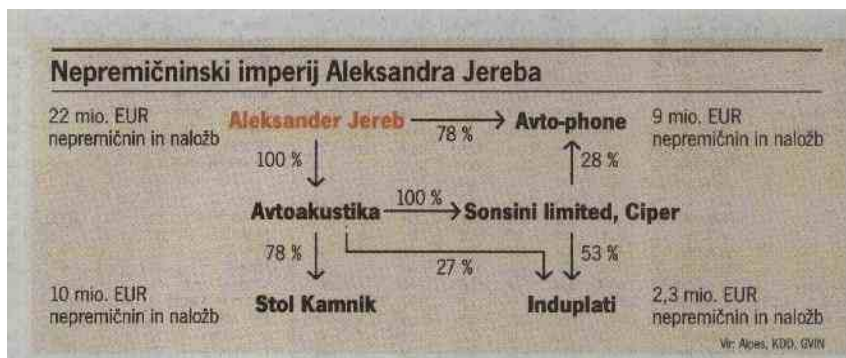 Nepremičninski imperij Aleksandra Jereba
22 mio. EUR
nepremičnin in naložb
Aleksander Jereb
78 %
Avto-phone
9 mio. EUR
nepremičnin in naložb
100 %
28 %
Avtoakustika
100 %
Sonsini limited, Ciper
78 %
27 %
53 %
10 mio. EUR
nepremičnin in naložb
Stol Kamnik
Induplati
2,3 mio. EUR
nepremičnin in naložb
Vir: Ajpes, KDD, GVIN